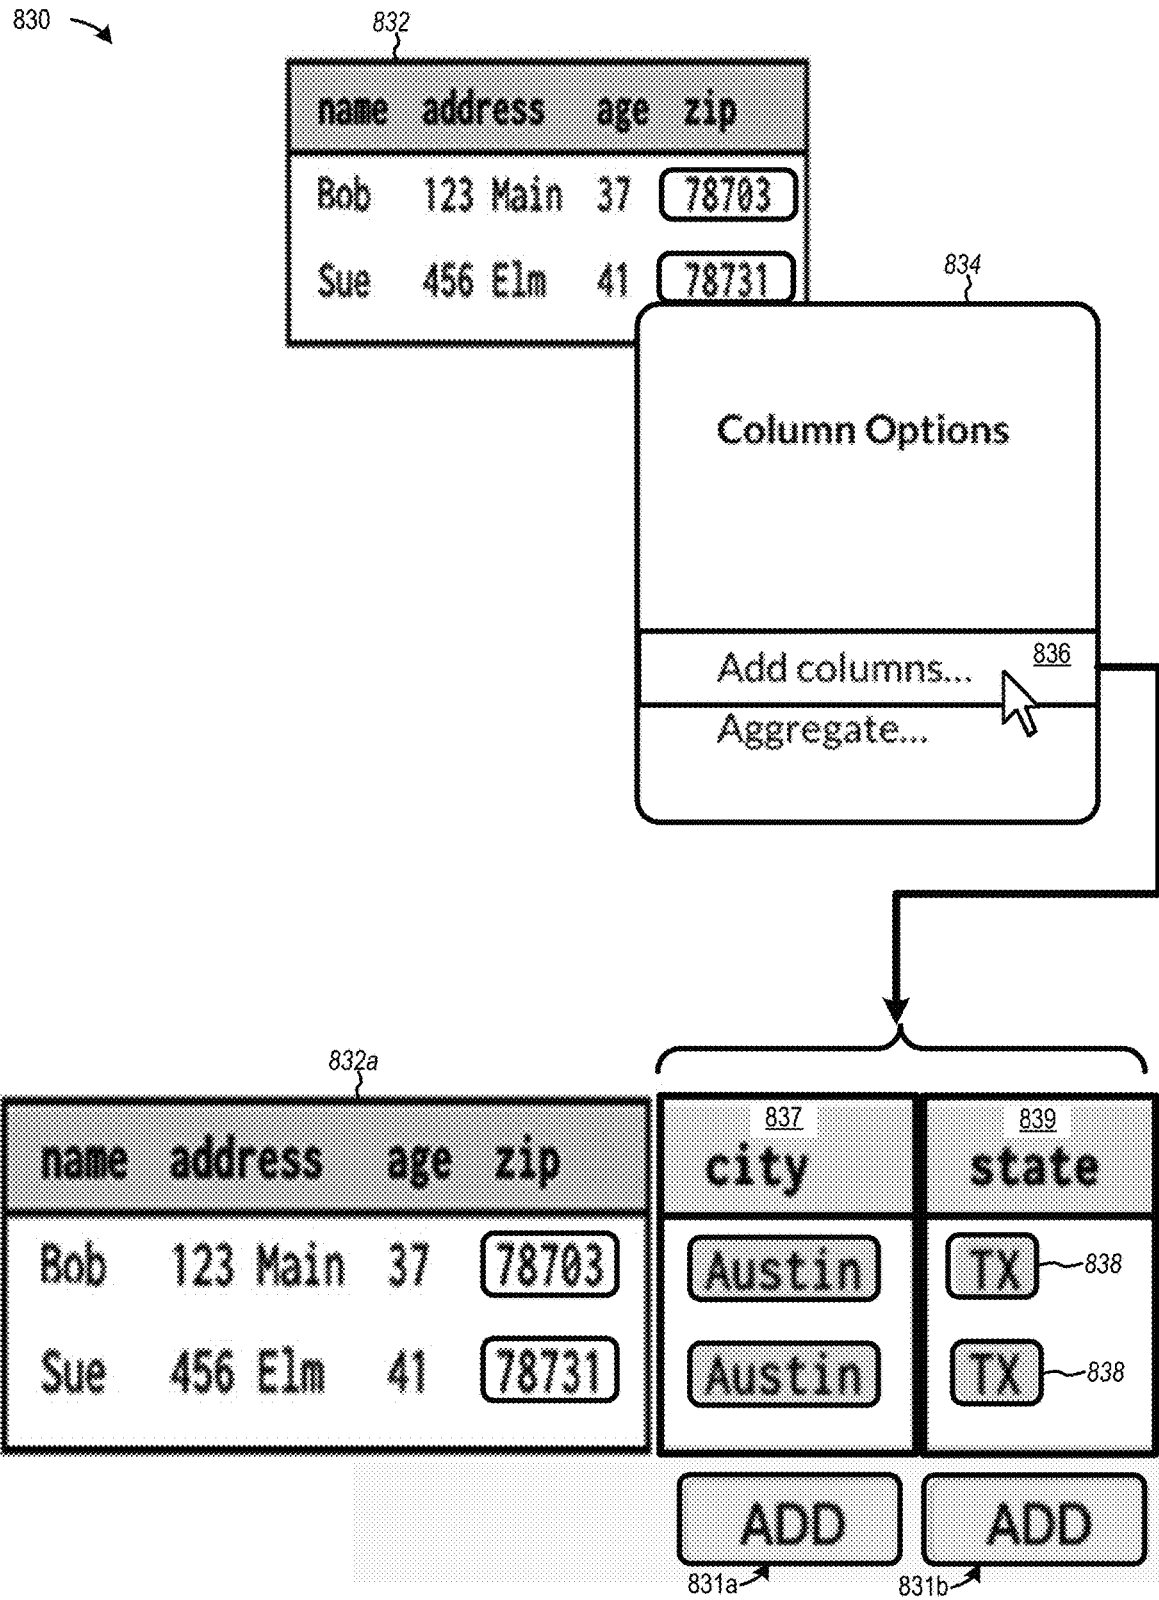 830
832
name address age zip
Bob 123 Main 37 78703
Sue 456 Elm 41 78731
834
Column Options
Add columns... 836
Aggregate...
832a
837 839
name address age zip city state
Bob 123 Main 37 78703 Austin TX 838
Sue 456 Elm 41 78731 Austin TX 838
ADD ADD
831a 831b